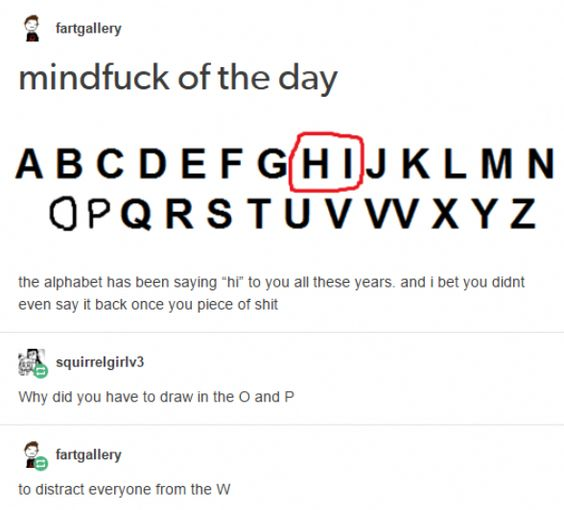 fartgallery
mindfuck of the day
A B C D E F G H I J K L M N
O P Q R S T U V VV X Y Z
the alphabet has been saying “hi” to you all these years. and i bet you didnt
even say it back once you piece of shit
squirrelgirlv3
Why did you have to draw in the O and P
fartgallery
to distract everyone from the W